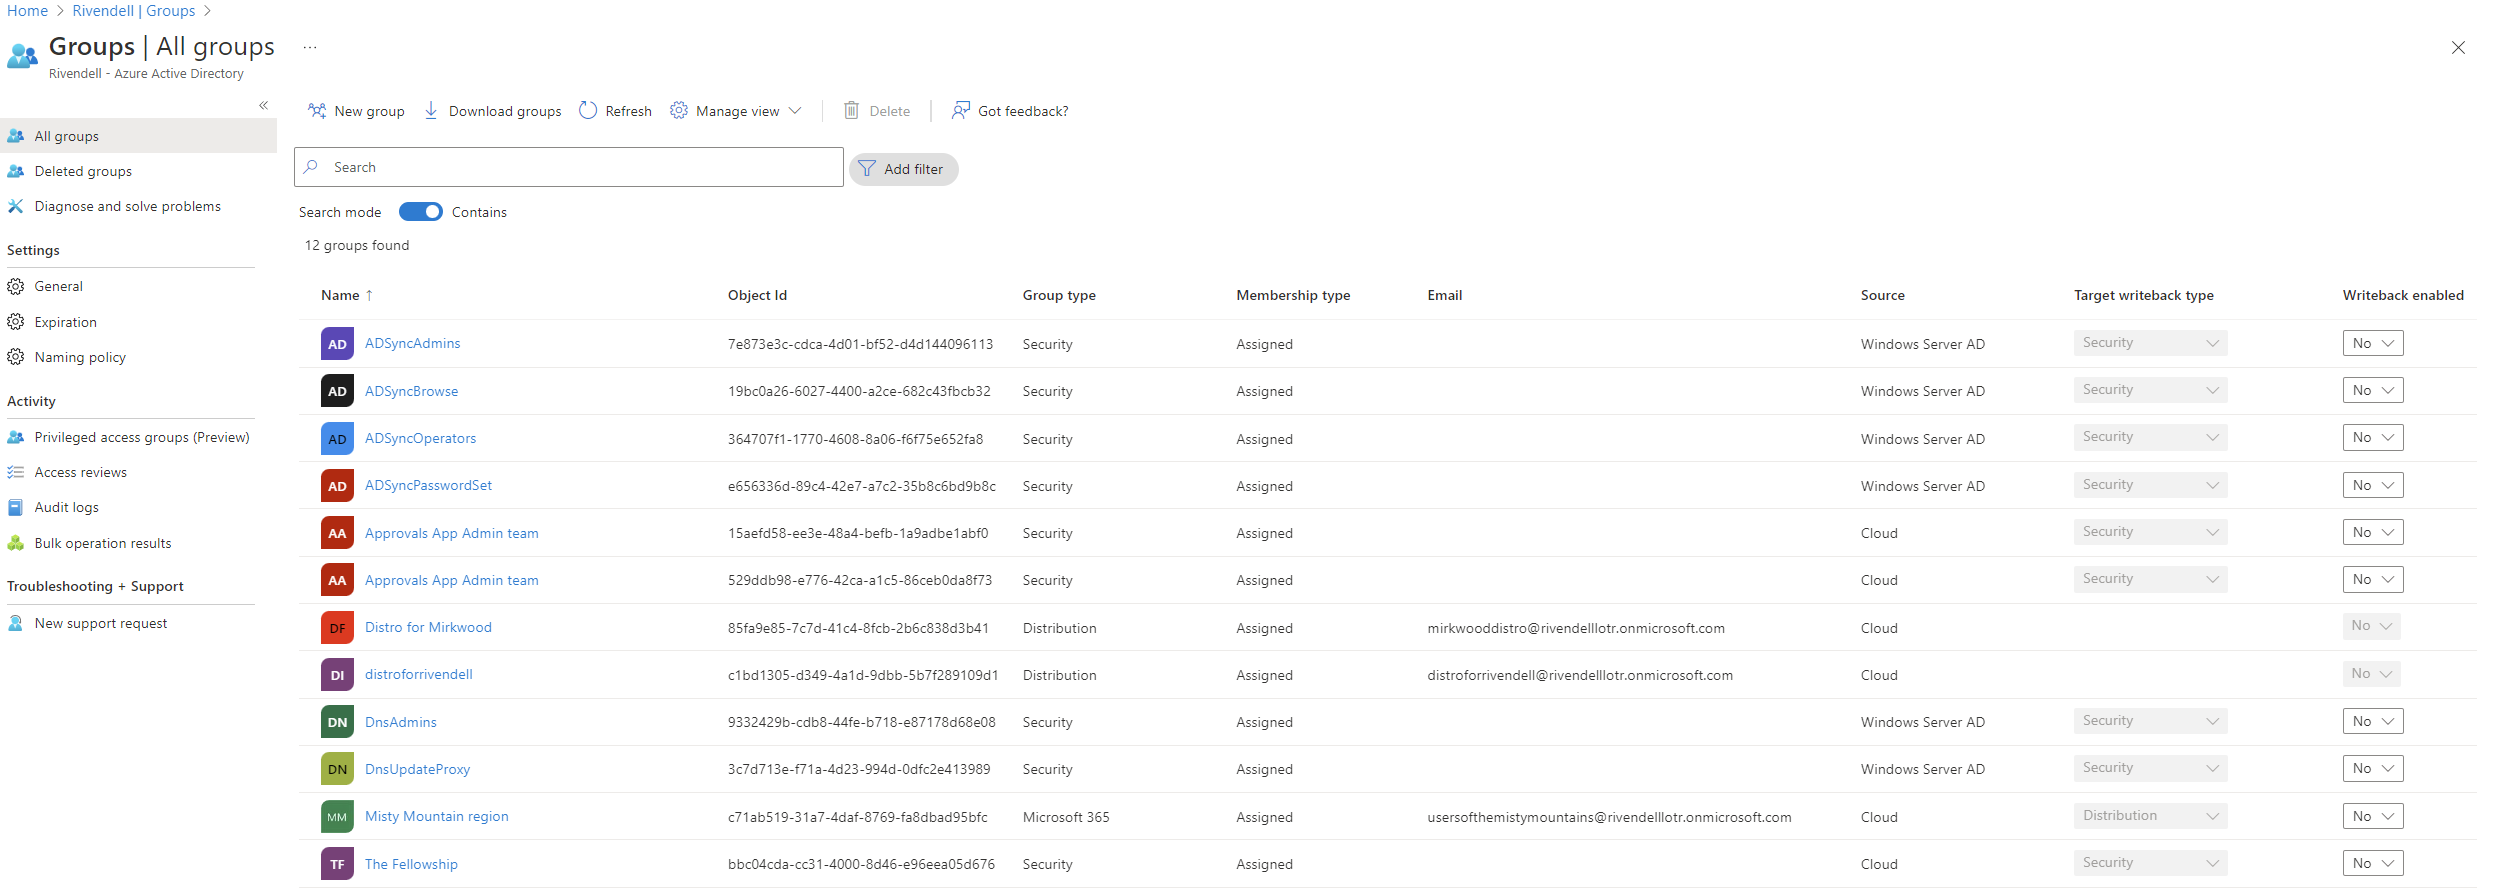 Home > Rivendell | Groups >
Groups | All groups ...
Rivendell - Azure Active Directory
«
All groups
Deleted groups
Diagnose and solve problems
Settings
General
Expiration
Naming policy
Activity
Privileged access groups (Preview)
Access reviews
Audit logs
Bulk operation results
Troubleshooting + Support
New support request
New group Download groups Refresh Manage view Delete Got feedback?
Search Add filter
Search mode Contains
12 groups found
Name ↑ Object Id Group type Membership type Email Source Target writeback type Writeback enabled
AD ADSyncAdmins 7e873e3c-cdca-4d01-bf52-d4d144096113 Security Assigned Windows Server AD Security No
AD ADSyncBrowse 19bc0a26-6027-4400-a2ce-682c43fbcb32 Security Assigned Windows Server AD Security No
AD ADSyncOperators 364707f1-1770-4608-8a06-f6f75e652fa8 Security Assigned Windows Server AD Security No
AD ADSyncPasswordSet e656336d-89c4-42e7-a7c2-35b8c6bd9b8c Security Assigned Windows Server AD Security No
AA Approvals App Admin team 15aefd58-ee3e-48a4-befb-1a9adbe1abf0 Security Assigned Cloud Security No
AA Approvals App Admin team 529ddb98-e776-42ca-a1c5-86ceb0da8f73 Security Assigned Cloud Security No
DF Distro for Mirkwood 85fa9e85-7c7d-41c4-8fcb-2b6c838d3b41 Distribution Assigned mirkwooddistro@rivendelllotr.onmicrosoft.com Cloud No
DI distroforrivendell c1bd1305-d349-4a1d-9dbb-5b7f289109d1 Distribution Assigned distroforrivendell@rivendelllotr.onmicrosoft.com Cloud No
DN DnsAdmins 9332429b-cdb8-44fe-b718-e87178d68e08 Security Assigned Windows Server AD Security No
DN DnsUpdateProxy 3c7d713e-f71a-4d23-994d-0dfc2e413989 Security Assigned Windows Server AD Security No
MM Misty Mountain region c71ab519-31a7-4daf-8769-fa8dbad95bfc Microsoft 365 Assigned usersofthemistymountains@rivendelllotr.onmicrosoft.com Cloud Distribution No
TF The Fellowship bbc04cda-cc31-4000-8d46-e96eea05d676 Security Assigned Cloud Security No